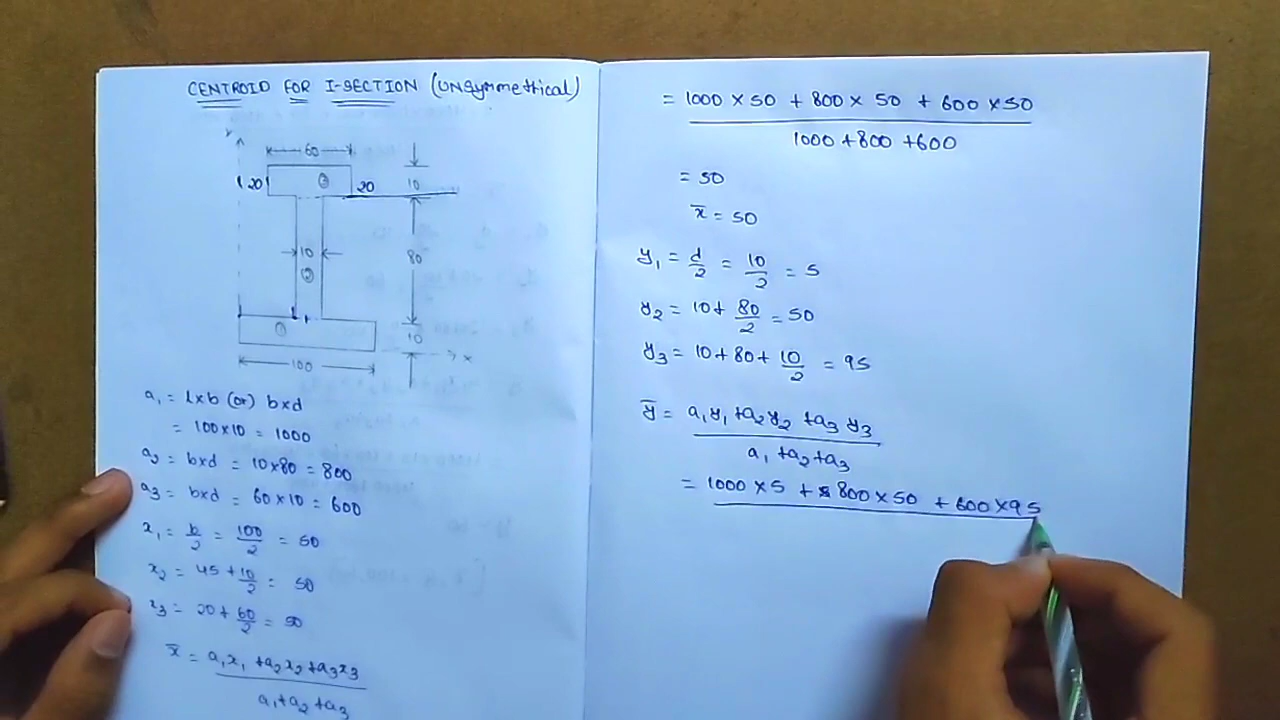 CENTROID FOR I-SECTION (UNSymmetrical)
Y
60
20
③
20
10
10
②
80
①
10
x
100
a₁ = l×b (or) b×d
= 100×10 = 1000
a₂ = b×d = 10×80 = 800
a₃ = b×d = 60×10 = 600
x₁ = b/2 = 100/2 = 50
x₂ = 45 + 10/2 = 50
x₃ = 20 + 60/2 = 50
x̄ = a₁x₁ + a₂x₂ + a₃x₃
a₁ + a₂ + a₃
= 1000 × 50 + 800 × 50 + 600 × 50
1000 + 800 + 600
= 50
x̄ = 50
y₁ = d/2 = 10/2 = 5
y₂ = 10 + 80/2 = 50
y₃ = 10 + 80 + 10/2 = 95
ȳ = a₁y₁ + a₂y₂ + a₃y₃
a₁ + a₂ + a₃
= 1000 × 5 + 800 × 50 + 600 × 95